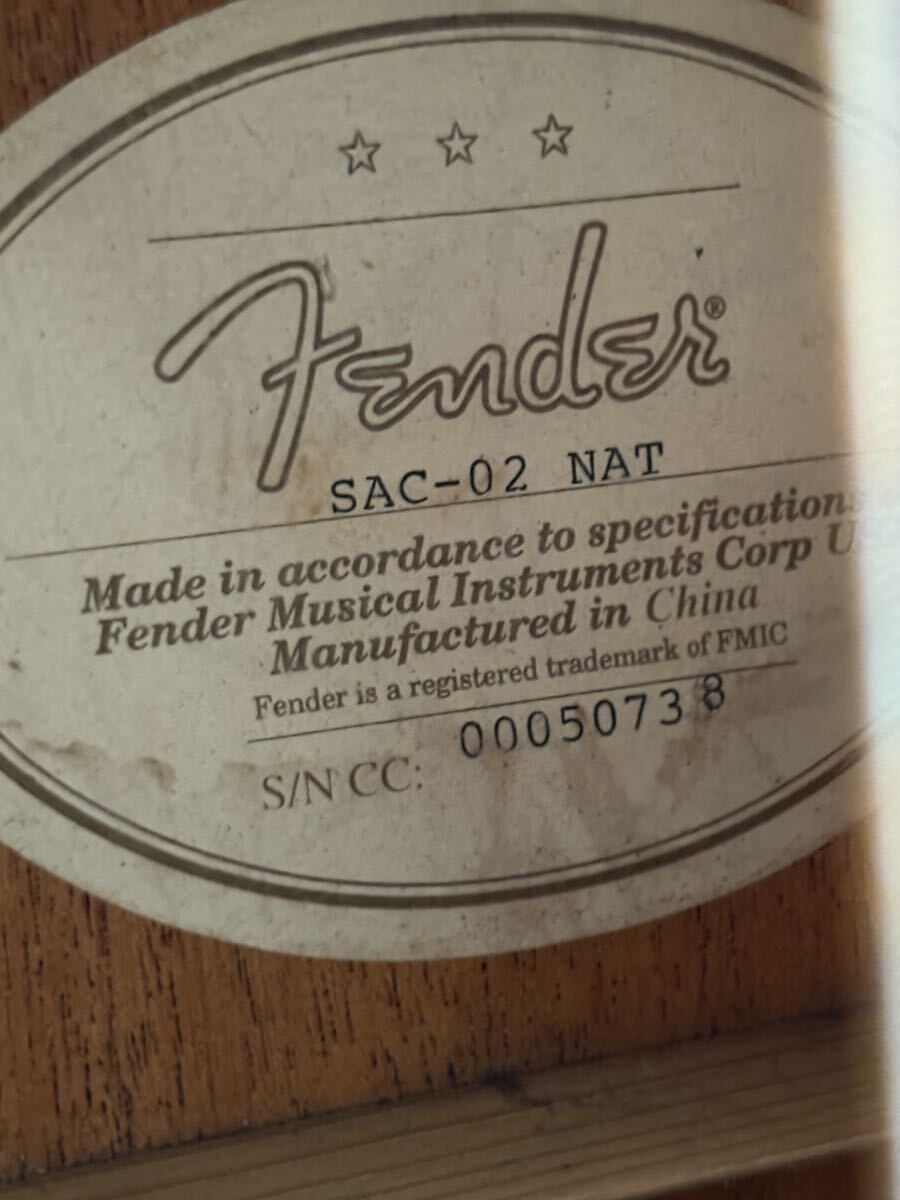 Fender®
SAC-02 NAT
Made in accordance to specification
Fender Musical Instruments Corp U
Manufactured in China
Fender is a registered trademark of FMIC
S/N CC: 00050738